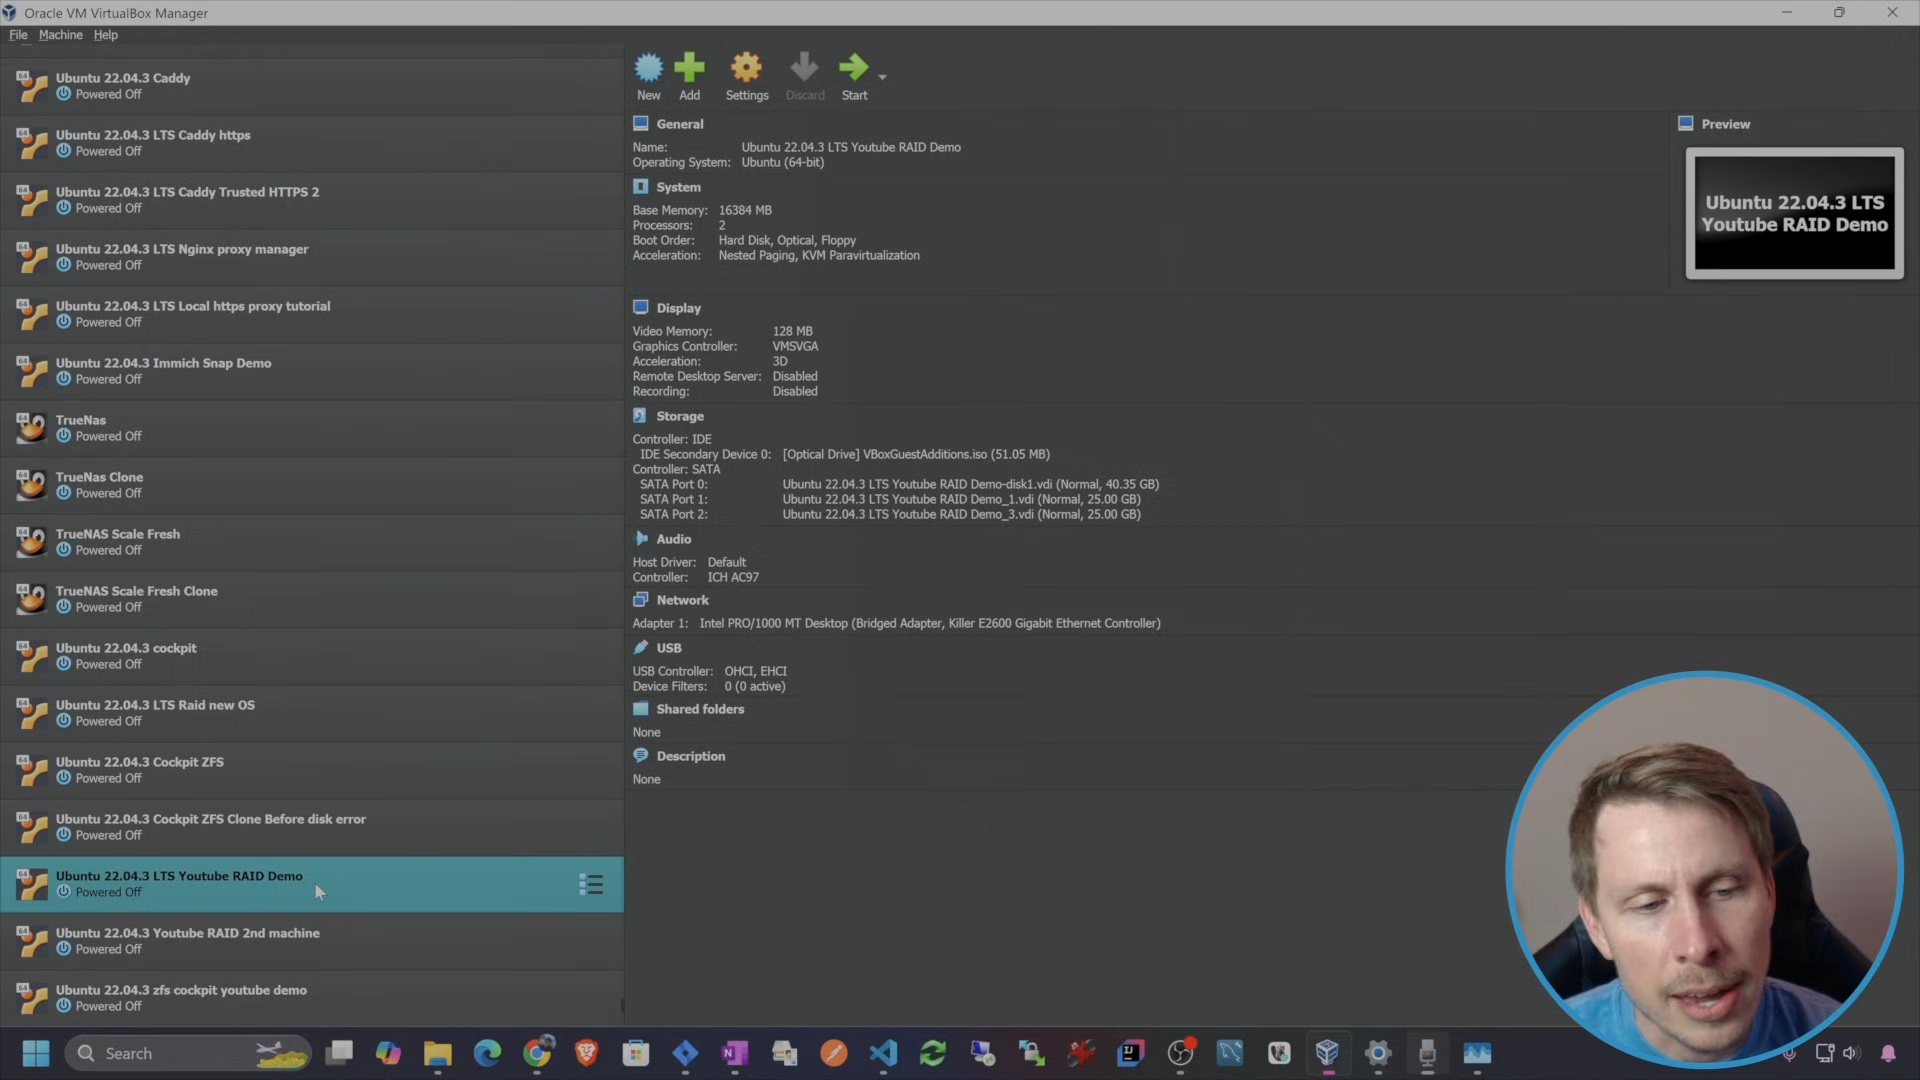 Oracle VM VirtualBox Manager
File Machine Help
Ubuntu 22.04.3 Caddy
Powered Off
Ubuntu 22.04.3 LTS Caddy https
Powered Off
Ubuntu 22.04.3 LTS Caddy Trusted HTTPS 2
Powered Off
Ubuntu 22.04.3 LTS Nginx proxy manager
Powered Off
Ubuntu 22.04.3 LTS Local https proxy tutorial
Powered Off
Ubuntu 22.04.3 Immich Snap Demo
Powered Off
TrueNas
Powered Off
TrueNas Clone
Powered Off
TrueNAS Scale Fresh
Powered Off
TrueNAS Scale Fresh Clone
Powered Off
Ubuntu 22.04.3 cockpit
Powered Off
Ubuntu 22.04.3 LTS Raid new OS
Powered Off
Ubuntu 22.04.3 Cockpit ZFS
Powered Off
Ubuntu 22.04.3 Cockpit ZFS Clone Before disk error
Powered Off
Ubuntu 22.04.3 LTS Youtube RAID Demo
Powered Off
Ubuntu 22.04.3 Youtube RAID 2nd machine
Powered Off
Ubuntu 22.04.3 zfs cockpit youtube demo
Powered Off
New Add Settings Discard Start
General
Name: Ubuntu 22.04.3 LTS Youtube RAID Demo
Operating System: Ubuntu (64-bit)
System
Base Memory: 16384 MB
Processors: 2
Boot Order: Hard Disk, Optical, Floppy
Acceleration: Nested Paging, KVM Paravirtualization
Display
Video Memory: 128 MB
Graphics Controller: VMSVGA
Acceleration: 3D
Remote Desktop Server: Disabled
Recording: Disabled
Storage
Controller: IDE
IDE Secondary Device 0: [Optical Drive] VBoxGuestAdditions.iso (51.05 MB)
Controller: SATA
SATA Port 0: Ubuntu 22.04.3 LTS Youtube RAID Demo-disk1.vdi (Normal, 40.35 GB)
SATA Port 1: Ubuntu 22.04.3 LTS Youtube RAID Demo_1.vdi (Normal, 25.00 GB)
SATA Port 2: Ubuntu 22.04.3 LTS Youtube RAID Demo_3.vdi (Normal, 25.00 GB)
Audio
Host Driver: Default
Controller: ICH AC97
Network
Adapter 1: Intel PRO/1000 MT Desktop (Bridged Adapter, Killer E2600 Gigabit Ethernet Controller)
USB
USB Controller: OHCI, EHCI
Device Filters: 0 (0 active)
Shared folders
None
Description
None
Preview
Ubuntu 22.04.3 LTS
Youtube RAID Demo
Search